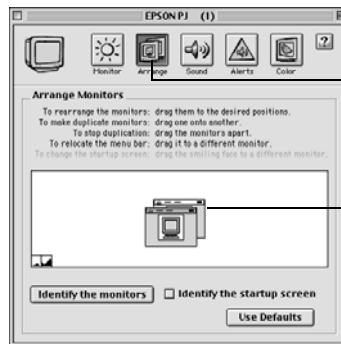 EPSON PJ (1)
Monitor Arrange Sound Alerts Color
?
Arrange Monitors
To rearrange the monitors: drag them to the desired positions.
To make duplicate monitors: drag one onto another.
To stop duplication: drag the monitors apart.
To relocate the menu bar: drag it to a different monitor.
To change the startup screen: drag the smiling face to a different monitor.
Identify the monitors Identify the startup screen
Use Defaults